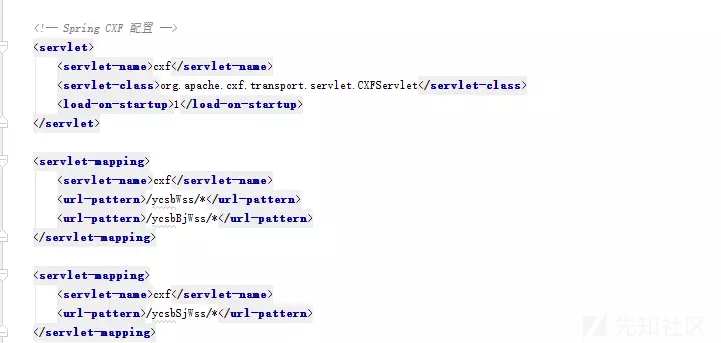 <!-- Spring CXF 配置 -->
<servlet>
<servlet-name>cxf</servlet-name>
<servlet-class>org.apache.cxf.transport.servlet.CXFServlet</servlet-class>
<load-on-startup>1</load-on-startup>
</servlet>
<servlet-mapping>
<servlet-name>cxf</servlet-name>
<url-pattern>/ycsbWss/*</url-pattern>
<url-pattern>/ycsbBjWss/*</url-pattern>
</servlet-mapping>
<servlet-mapping>
<servlet-name>cxf</servlet-name>
<url-pattern>/ycsbSjWss/*</url-pattern>
</servlet-mapping>
先知社区